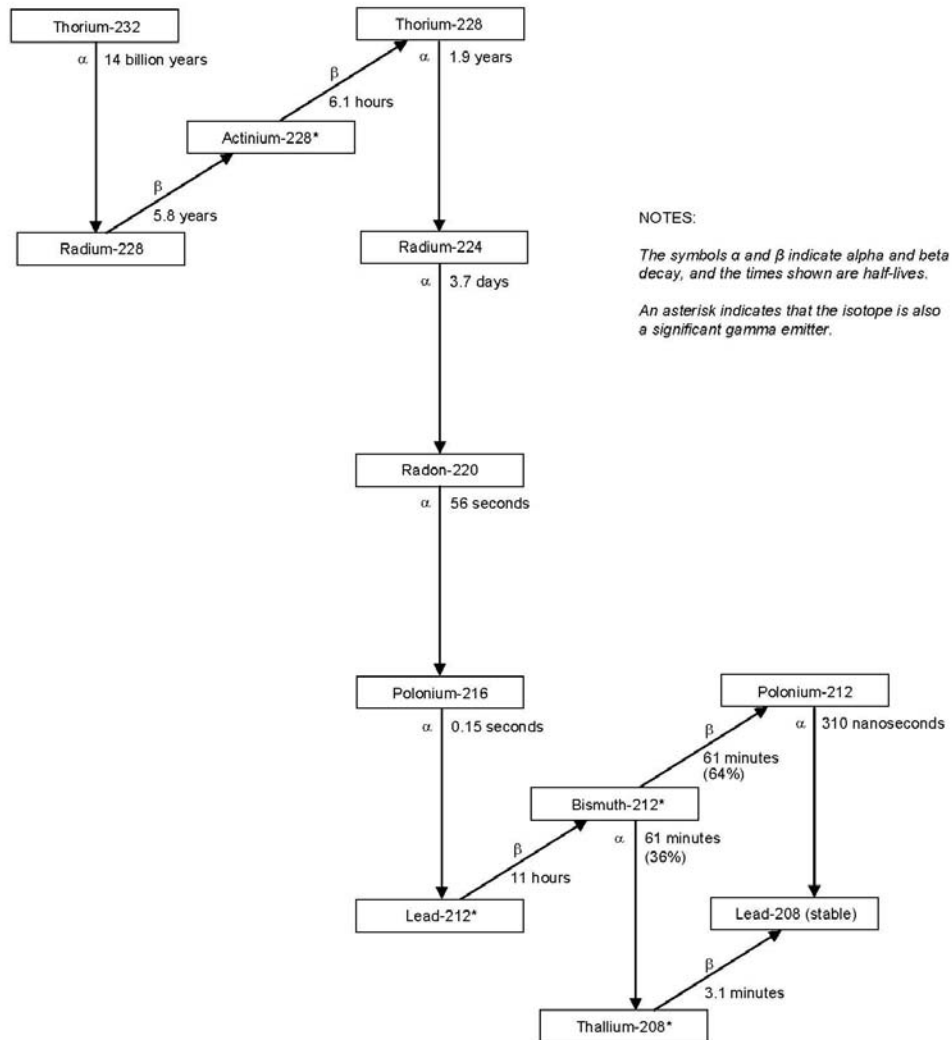 Thorium-232
Thorium-228
α 14 billion years
α 1.9 years
β
6.1 hours
Actinium-228*
β
5.8 years
Radium-228
Radium-224
α 3.7 days
NOTES:
The symbols α and β indicate alpha and beta
decay, and the times shown are half-lives.
An asterisk indicates that the isotope is also
a significant gamma emitter.
Radon-220
α 56 seconds
Polonium-216
α 0.15 seconds
Polonium-212
α 310 nanoseconds
β
61 minutes
(64%)
Bismuth-212*
α 61 minutes
(36%)
β
11 hours
Lead-212*
Lead-208 (stable)
β
3.1 minutes
Thallium-208*